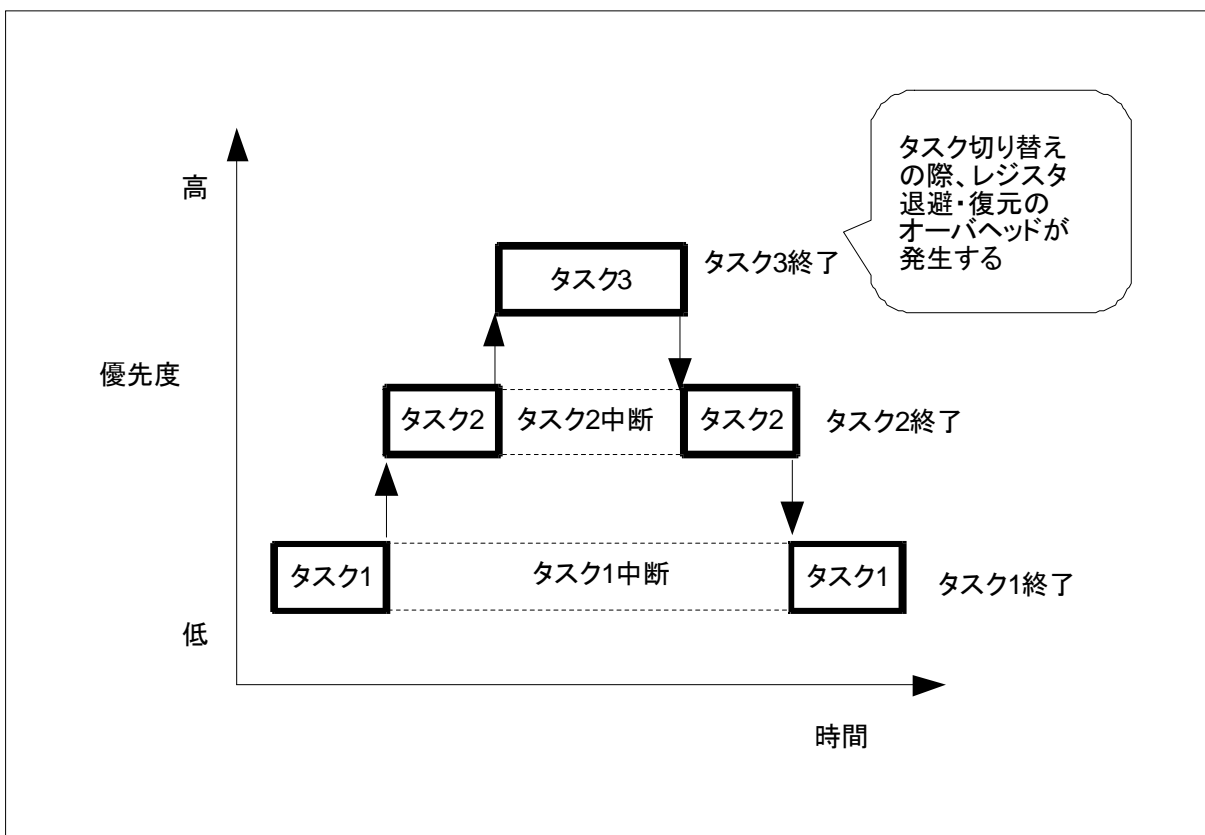 タスク切り替え
の際、レジスタ
退避・復元の
オーバヘッドが
発生する
高
タスク3
タスク3終了
優先度
タスク2
タスク2中断
タスク2
タスク2終了
タスク1
タスク1中断
タスク1
タスク1終了
低
時間